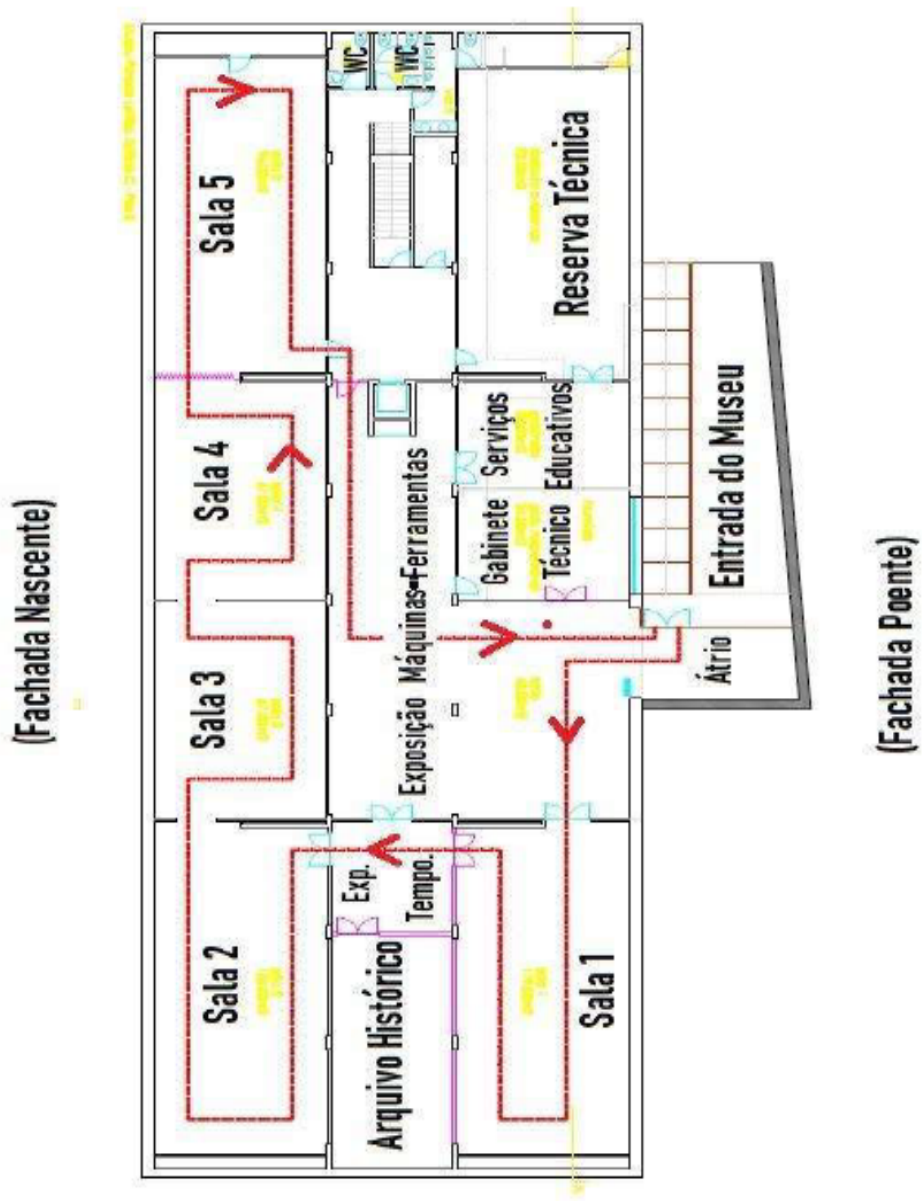 (Fachada Nascente)
Sala 2
Sala 3
Sala 4
Sala 5
Arquivo Histórico
Exp.
Tempo.
Exposição Máquinas-Ferramentas
WC
WC
Sala 1
Gabinete
Técnico
Serviços
Educativos
Reserva Técnica
Átrio
Entrada do Museu
(Fachada Poente)